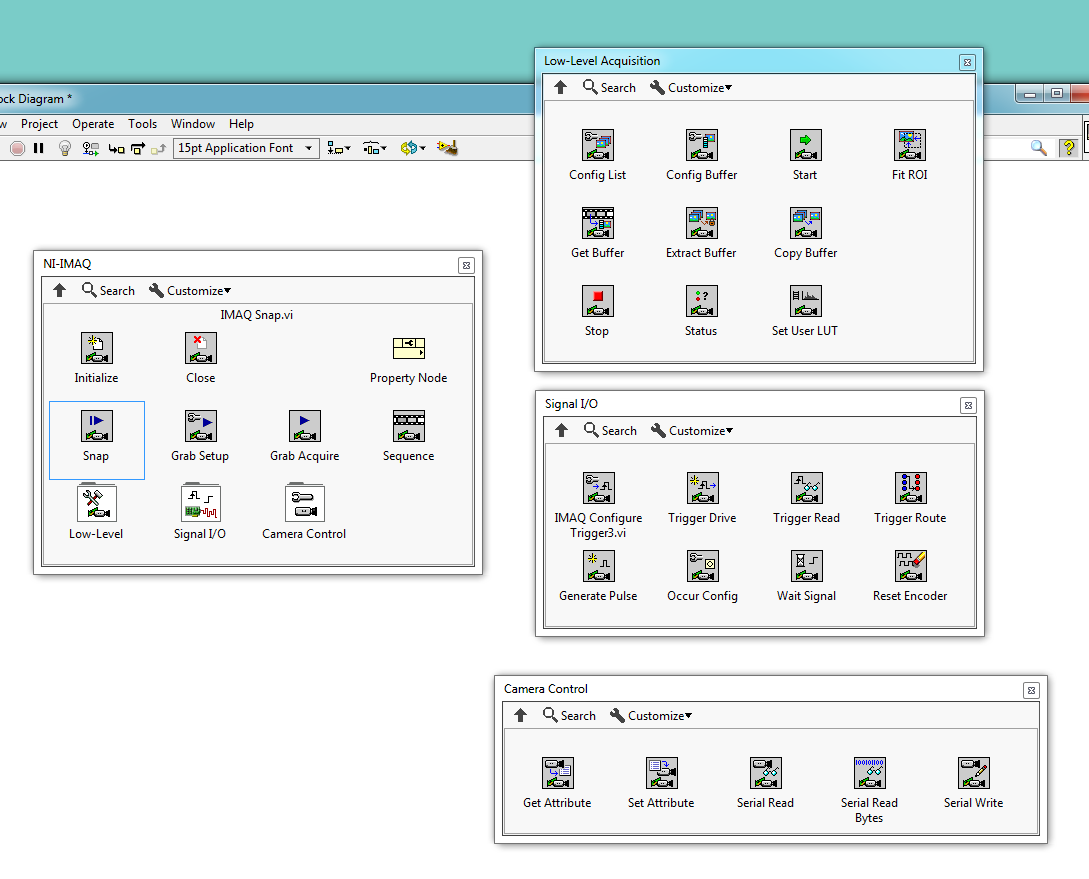 Low-Level Acquisition
Search Customize▾
ock Diagram *
w Project Operate Tools Window Help
15pt Application Font
?
Config List Config Buffer Start Fit ROI
Get Buffer Extract Buffer Copy Buffer
Stop Status Set User LUT
NI-IMAQ
Search Customize▾
IMAQ Snap.vi
Initialize Close Property Node
Snap Grab Setup Grab Acquire Sequence
Low-Level Signal I/O Camera Control
Signal I/O
Search Customize▾
IMAQ Configure Trigger Drive Trigger Read Trigger Route
Trigger3.vi
Generate Pulse Occur Config Wait Signal Reset Encoder
Camera Control
Search Customize▾
Get Attribute Set Attribute Serial Read Serial Read Serial Write
Bytes